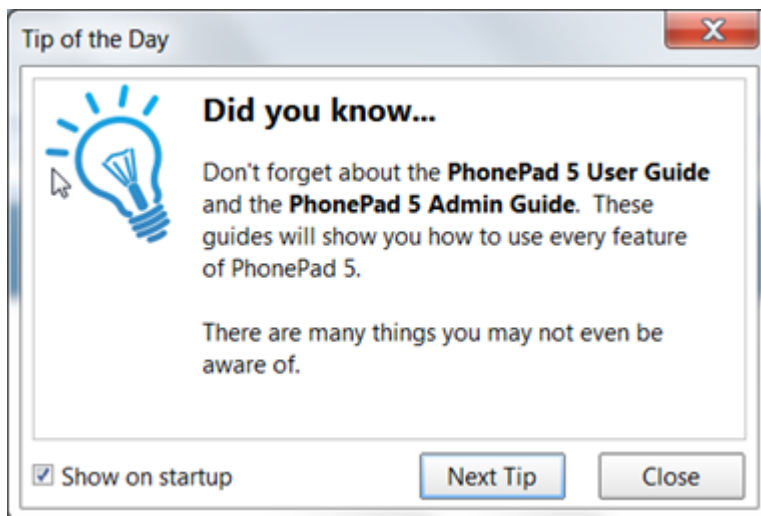 Tip of the Day
Did you know...
Don't forget about the PhonePad 5 User Guide
and the PhonePad 5 Admin Guide.  These
guides will show you how to use every feature
of PhonePad 5.
There are many things you may not even be
aware of.
Show on startup
Next Tip
Close